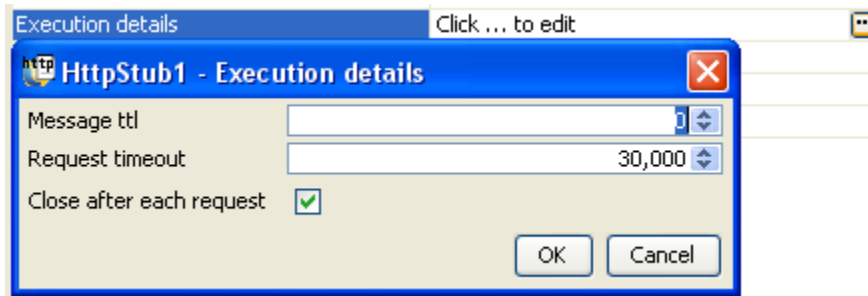 Execution details Click ... to edit
http HttpStub1 - Execution details
Message ttl 0
Request timeout 30,000
Close after each request
OK Cancel